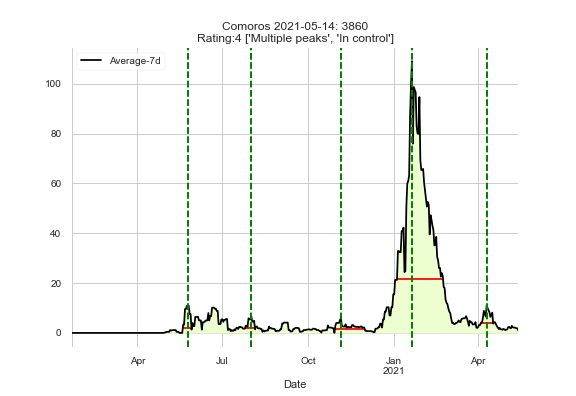 Comoros 2021-05-14: 3860
Rating:4 ['Multiple peaks', 'In control']
Average-7d
100
80
60
40
20
0
Apr
Jul
Oct
Jan
2021
Apr
Date